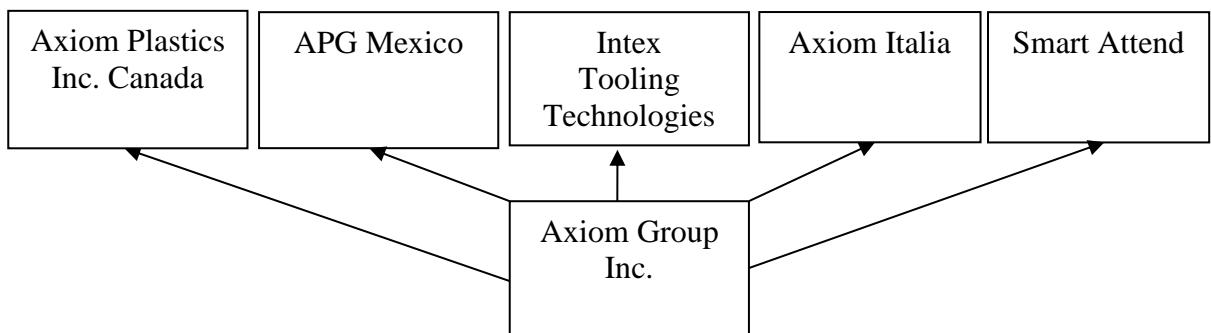 Axiom Plastics
Inc. Canada
APG Mexico
Intex
Tooling
Technologies
Axiom Italia
Smart Attend
Axiom Group
Inc.